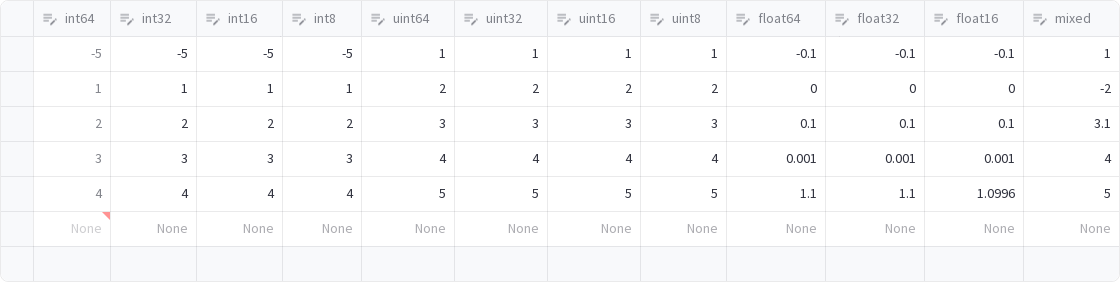 int64 int32 int16 int8 uint64 uint32 uint16 uint8 float64 float32 float16 mixed
-5 -5 -5 -5 1 1 1 1 -0.1 -0.1 -0.1 1
1 1 1 1 2 2 2 2 0 0 0 -2
2 2 2 2 3 3 3 3 0.1 0.1 0.1 3.1
3 3 3 3 4 4 4 4 0.001 0.001 0.001 4
4 4 4 4 5 5 5 5 1.1 1.1 1.0996 5
None None None None None None None None None None None None